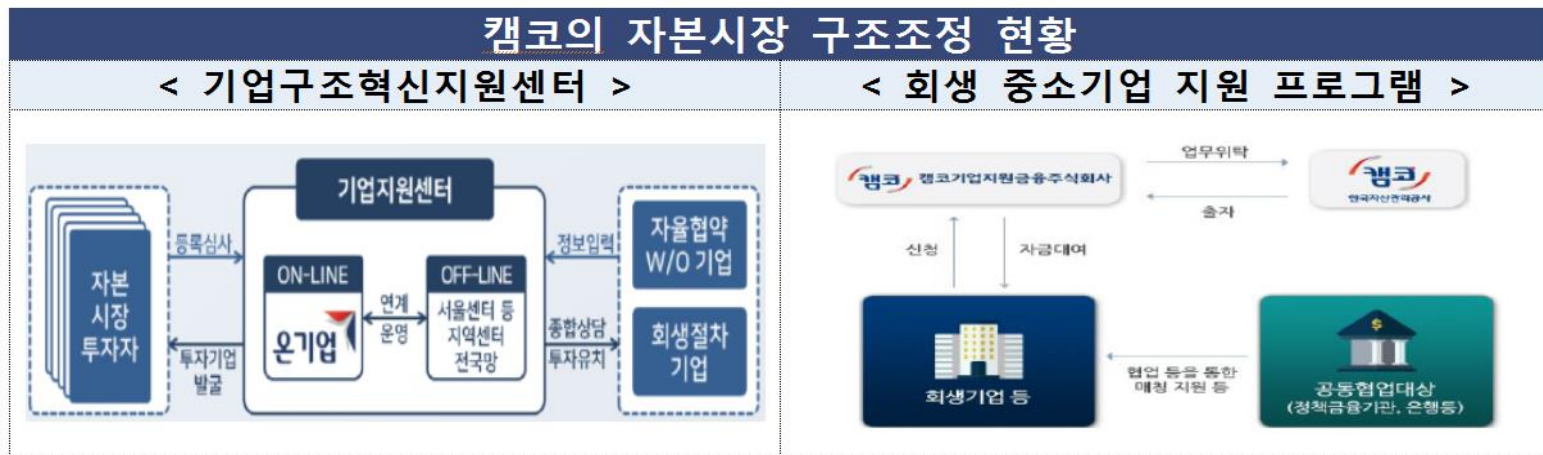 캠코의 자본시장 구조조정 현황
< 기업구조혁신지원센터 >
< 회생 중소기업 지원 프로그램 >
기업지원센터
자본
시장
투자자
등록심사
투자기업
발굴
ON-LINE
온기업
연계
운영
OFF-LINE
서울센터 등
지역센터
전국망
정보입력
종합상담
투자유치
자율협약
W/O 기업
회생절차
기업
캠코 캠코기업지원금융주식회사
업무위탁
출자
캠코
한국자산관리공사
신청
자금대여
회생기업 등
협업 등을 통한
매칭 지원 등
$
공동협업대상
(정책금융기관, 은행등)